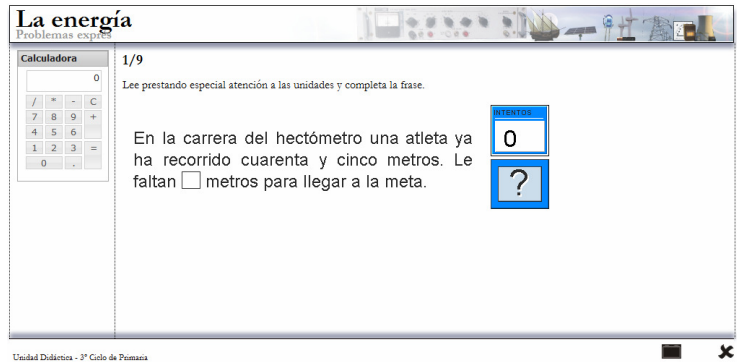 La energía
Problemas exprés
Calculadora
0
/ * - C
7 8 9 +
4 5 6
1 2 3 =
0 .
1/9
Lee prestando especial atención a las unidades y completa la frase.
En la carrera del hectómetro una atleta ya
ha recorrido cuarenta y cinco metros. Le
faltan metros para llegar a la meta.
INTENTOS
0
?
Unidad Didáctica - 3º Ciclo de Primaria